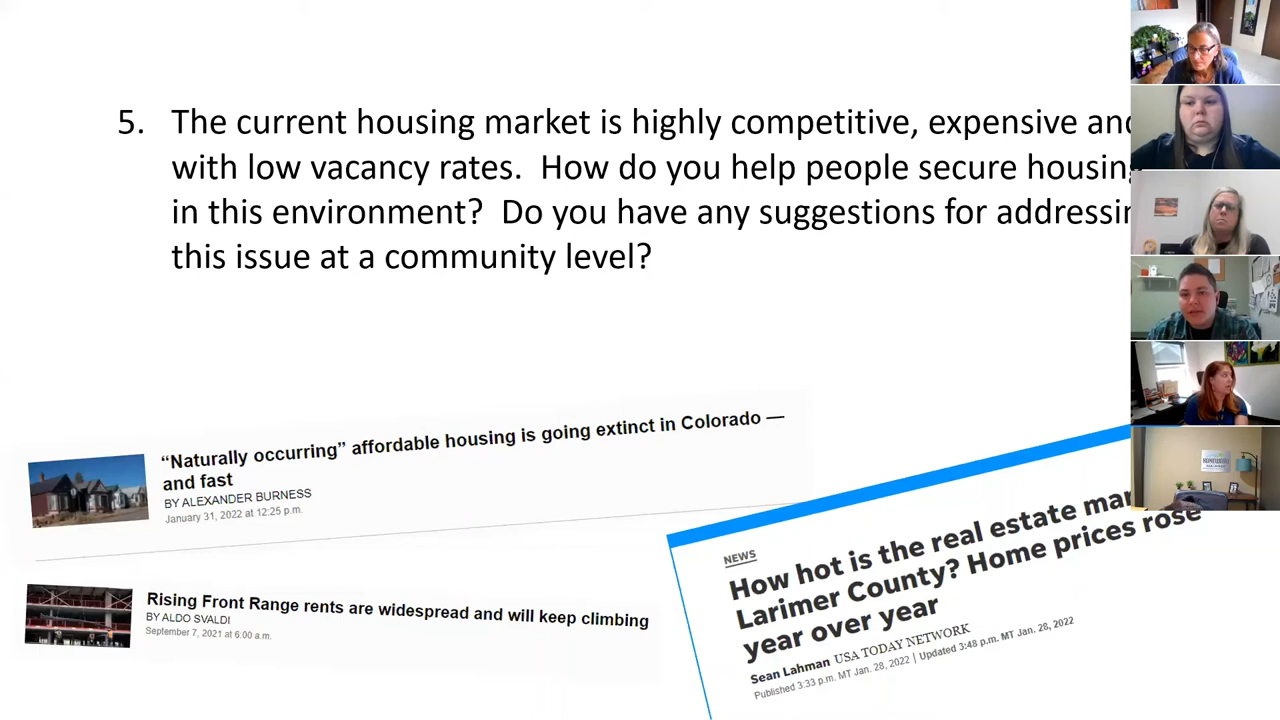 5. The current housing market is highly competitive, expensive and
with low vacancy rates. How do you help people secure housing
in this environment? Do you have any suggestions for addressin
this issue at a community level?
“Naturally occurring” affordable housing is going extinct in Colorado —
and fast
BY ALEXANDER BURNESS
January 31, 2022 at 12:25 p.m.
Rising Front Range rents are widespread and will keep climbing
BY ALDO SVALDI
September 7, 2021 at 6:00 a.m.
NEWS
How hot is the real estate mar
Larimer County? Home prices rose
year over year
Sean Lahman USA TODAY NETWORK
Published 3:33 p.m. MT Jan. 28, 2022 | Updated 3:48 p.m. MT Jan. 28, 2022